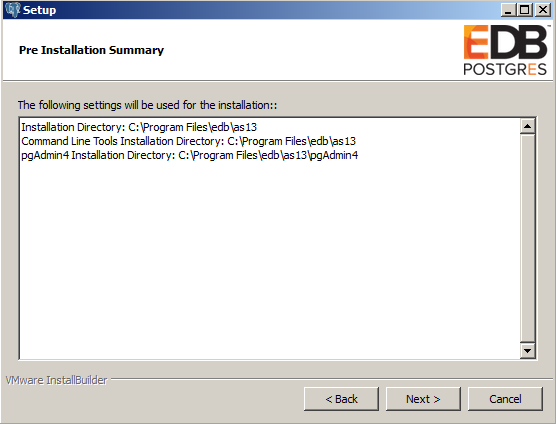 Setup
Pre Installation Summary
EDB™
POSTGRES
The following settings will be used for the installation::
Installation Directory: C:\Program Files\edb\as13
Command Line Tools Installation Directory: C:\Program Files\edb\as13
pgAdmin4 Installation Directory: C:\Program Files\edb\as13\pgAdmin4
VMware InstallBuilder
< Back
Next >
Cancel